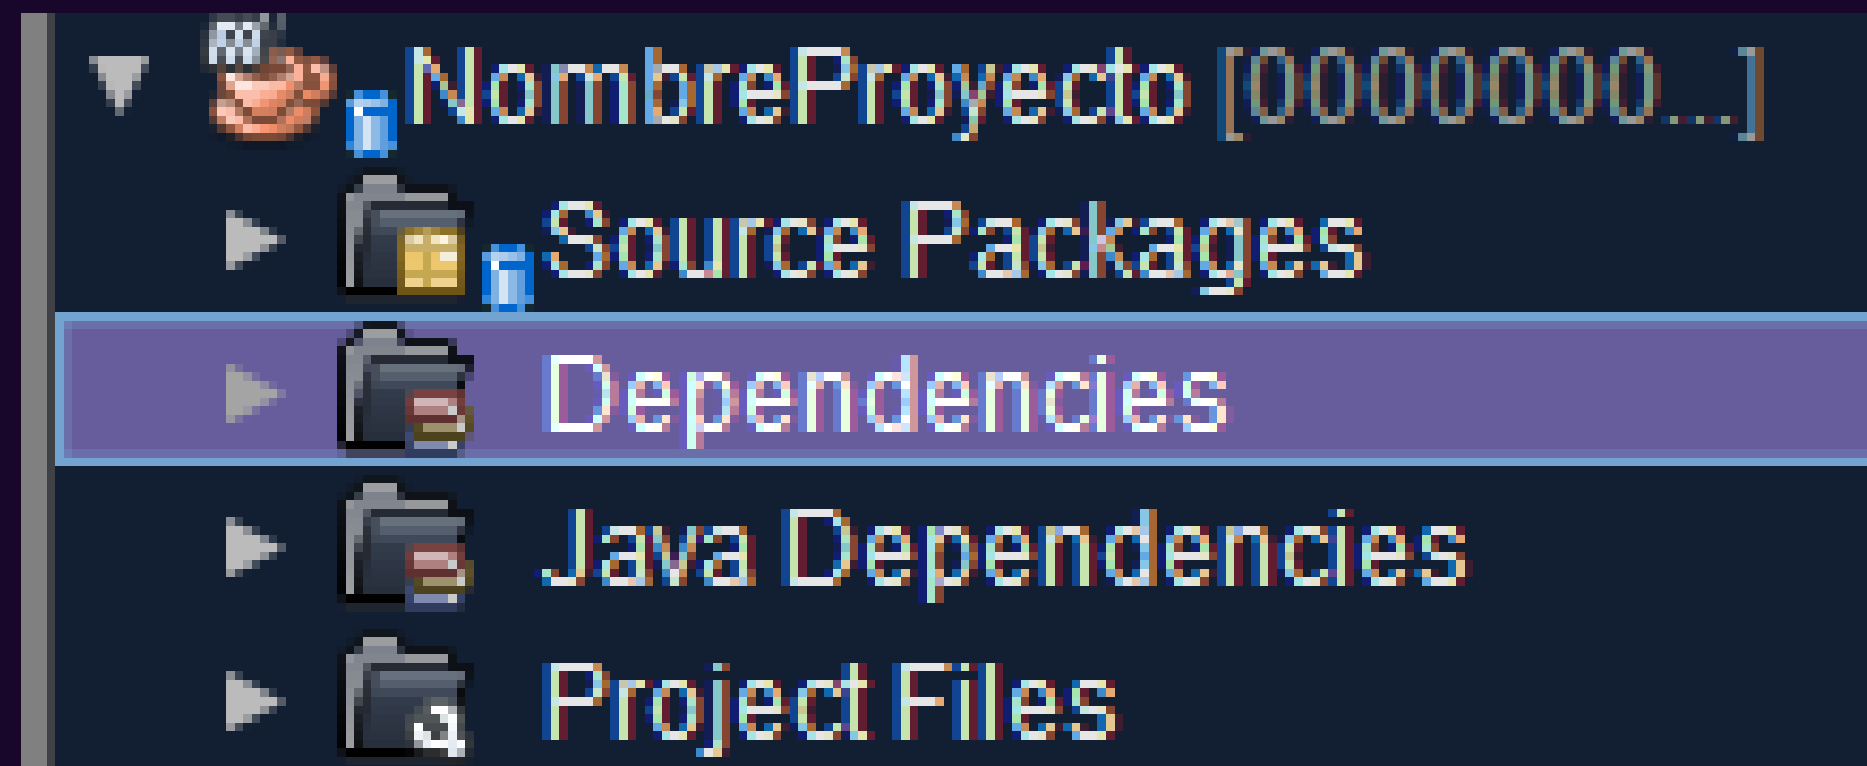 NombreProyecto [0000000...]
Source Packages
Dependencies
Java Dependencies
Project Files